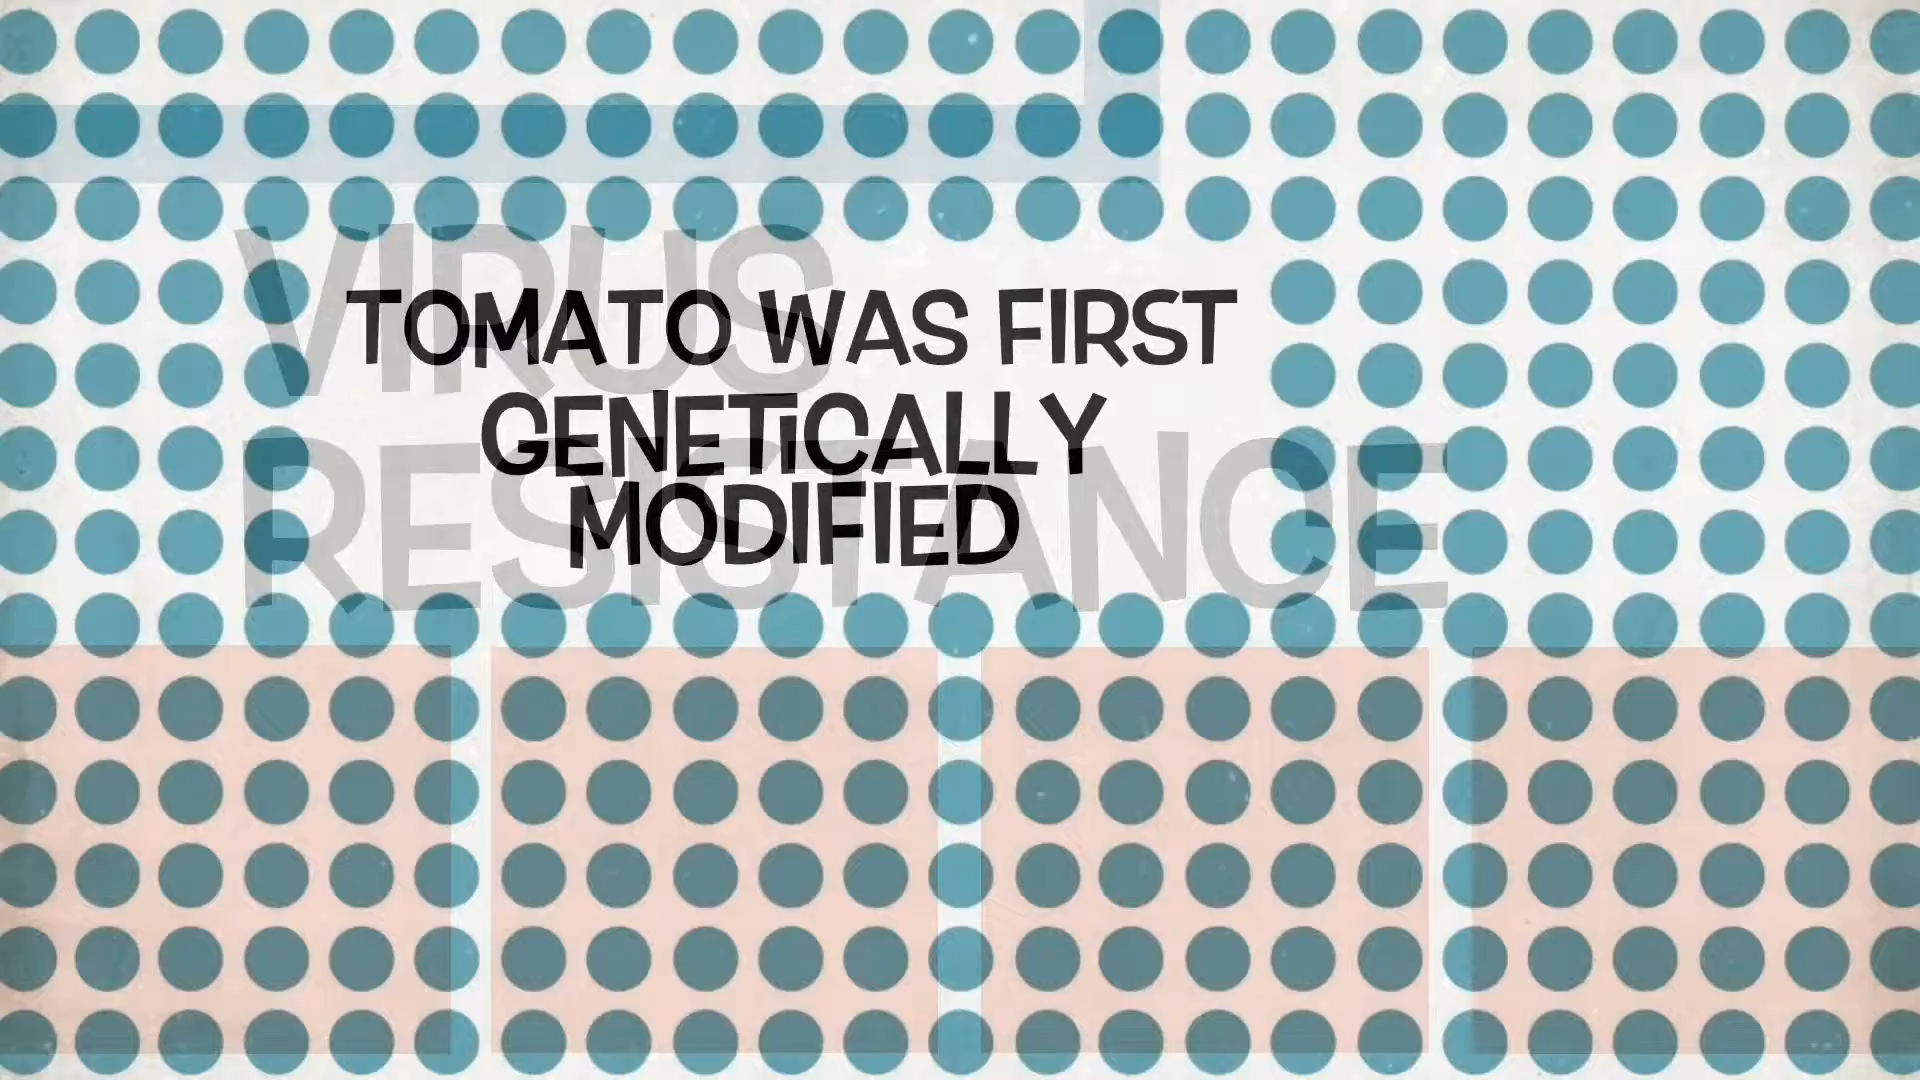 VIRUS
TOMATO WAS FIRST
GENETiCALLY
RESISTANCE
MODIFIED